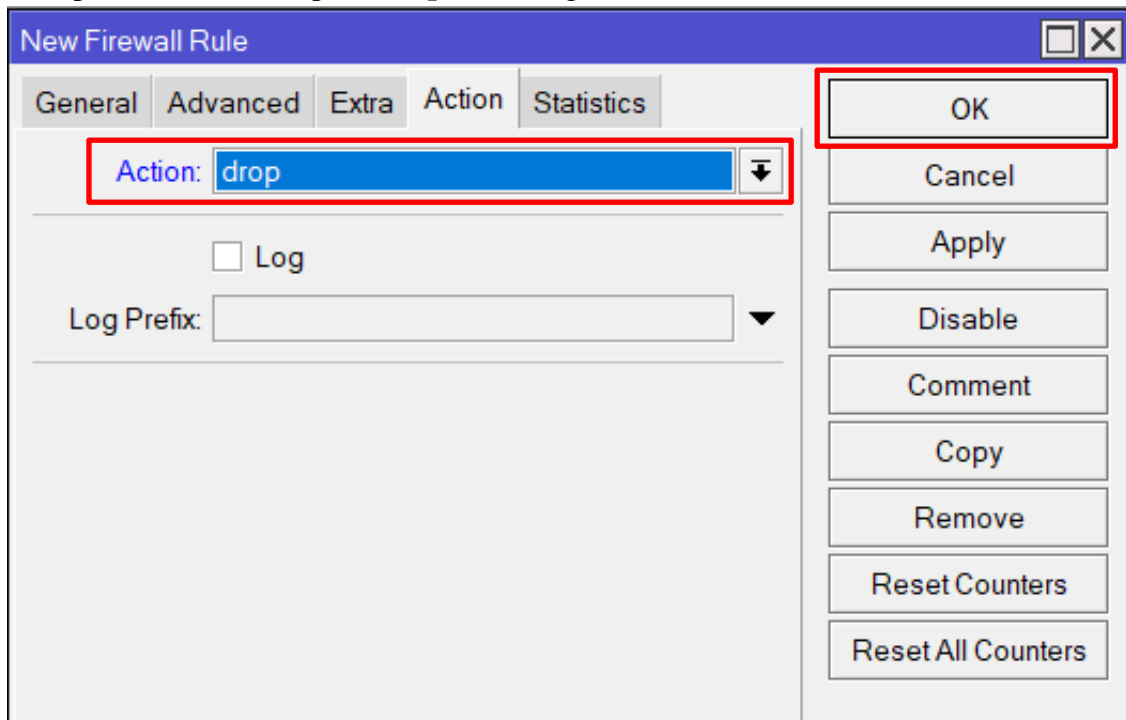 New Firewall Rule
General Advanced Extra Action Statistics
Action: drop
Log
Log Prefix:
OK
Cancel
Apply
Disable
Comment
Copy
Remove
Reset Counters
Reset All Counters